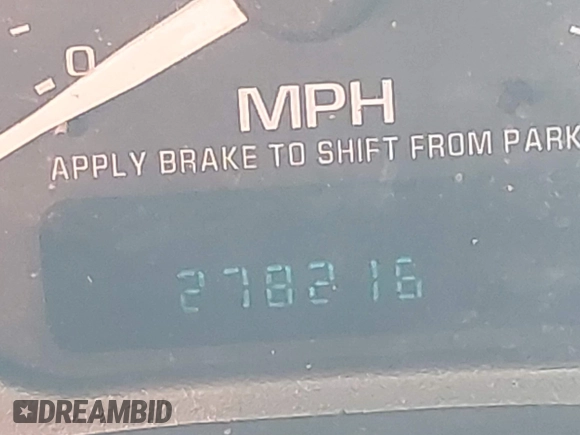 0
MPH
APPLY BRAKE TO SHIFT FROM PARK
278216
DREAMBID